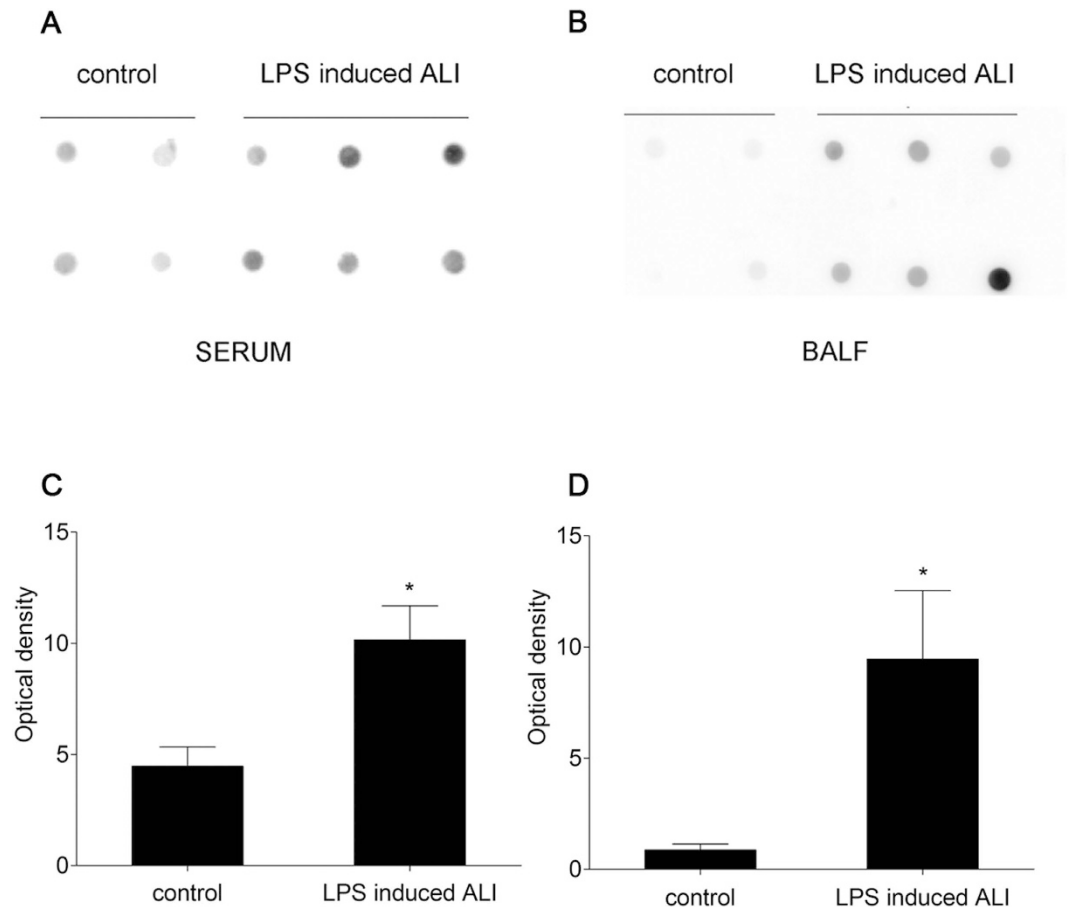 A
control LPS induced ALI
SERUM
B
control LPS induced ALI
BALF
C
15
10
5
0
Optical density
*
control LPS induced ALI
D
15
10
5
0
Optical density
*
control LPS induced ALI